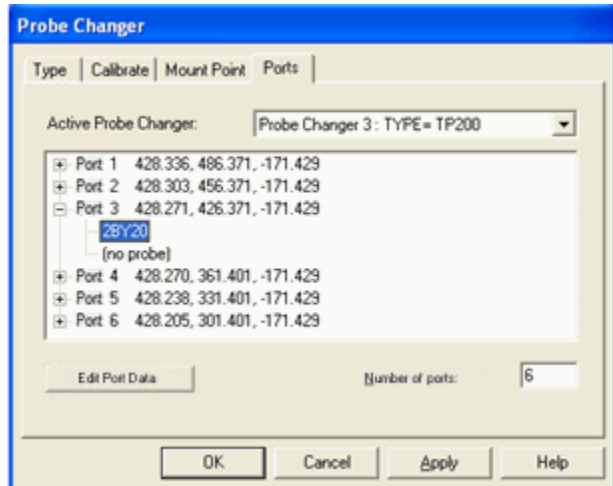 Probe Changer
Type Calibrate Mount Point Ports
Active Probe Changer: Probe Changer 3 : TYPE= TP200
Port 1 428.336, 486.371, -171.429
Port 2 428.303, 456.371, -171.429
Port 3 428.271, 426.371, -171.429
2BY20
(no probe)
Port 4 428.270, 361.401, -171.429
Port 5 428.238, 331.401, -171.429
Port 6 428.205, 301.401, -171.429
Edit Port Data Number of ports: 6
OK Cancel Apply Help